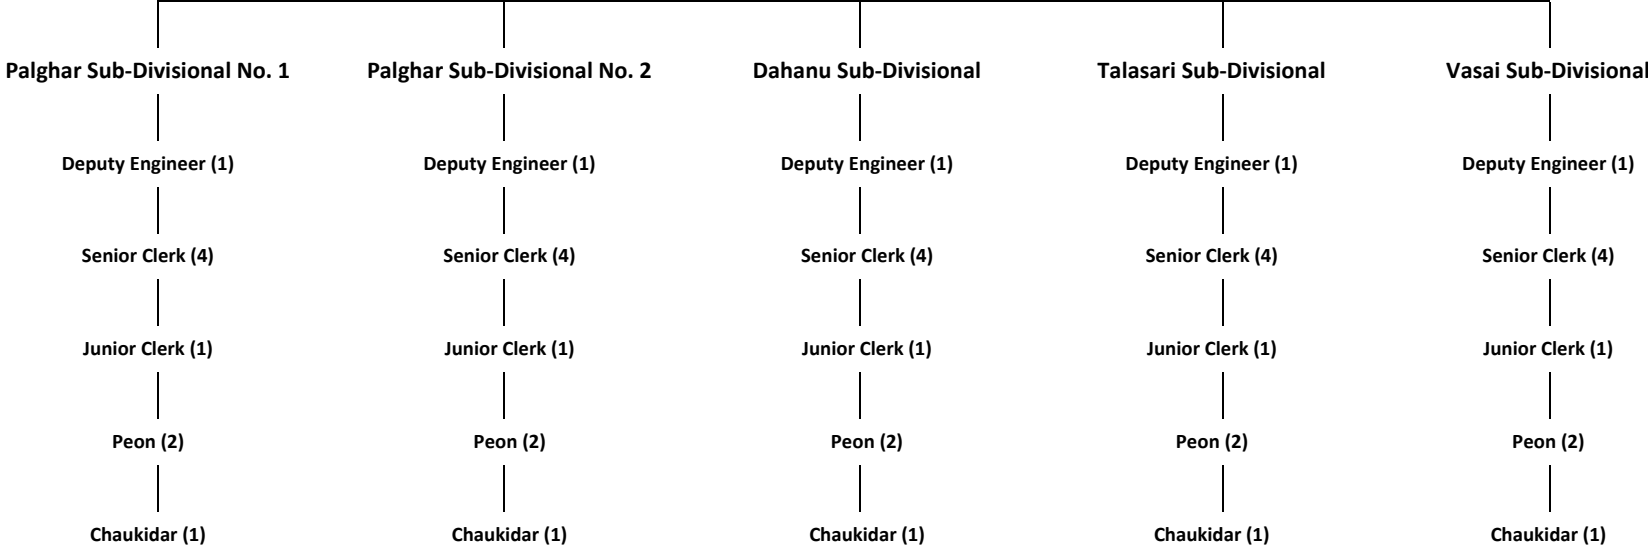 Palghar Sub-Divisional No. 1 Palghar Sub-Divisional No. 2 Dahanu Sub-Divisional Talasari Sub-Divisional Vasai Sub-Divisional
Deputy Engineer (1) Deputy Engineer (1) Deputy Engineer (1) Deputy Engineer (1) Deputy Engineer (1)
Senior Clerk (4) Senior Clerk (4) Senior Clerk (4) Senior Clerk (4) Senior Clerk (4)
Junior Clerk (1) Junior Clerk (1) Junior Clerk (1) Junior Clerk (1) Junior Clerk (1)
Peon (2) Peon (2) Peon (2) Peon (2) Peon (2)
Chaukidar (1) Chaukidar (1) Chaukidar (1) Chaukidar (1) Chaukidar (1)